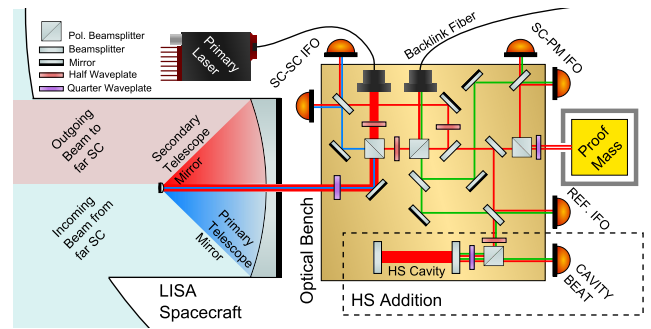 Pol. Beamsplitter
Beamsplitter
Mirror
Half Waveplate
Quarter Waveplate
Primary
Laser
SC-SC IFO
Backlink Fiber
SC-PM IFO
Outgoing
Beam to
far SC
Secondary
Telescope
Mirror
Proof
Mass
Incoming
Beam from
far SC
Primary
Telescope
Mirror
Optical Bench
REF. IFO
HS Cavity
CAVITY
BEAT
LISA
Spacecraft
HS Addition